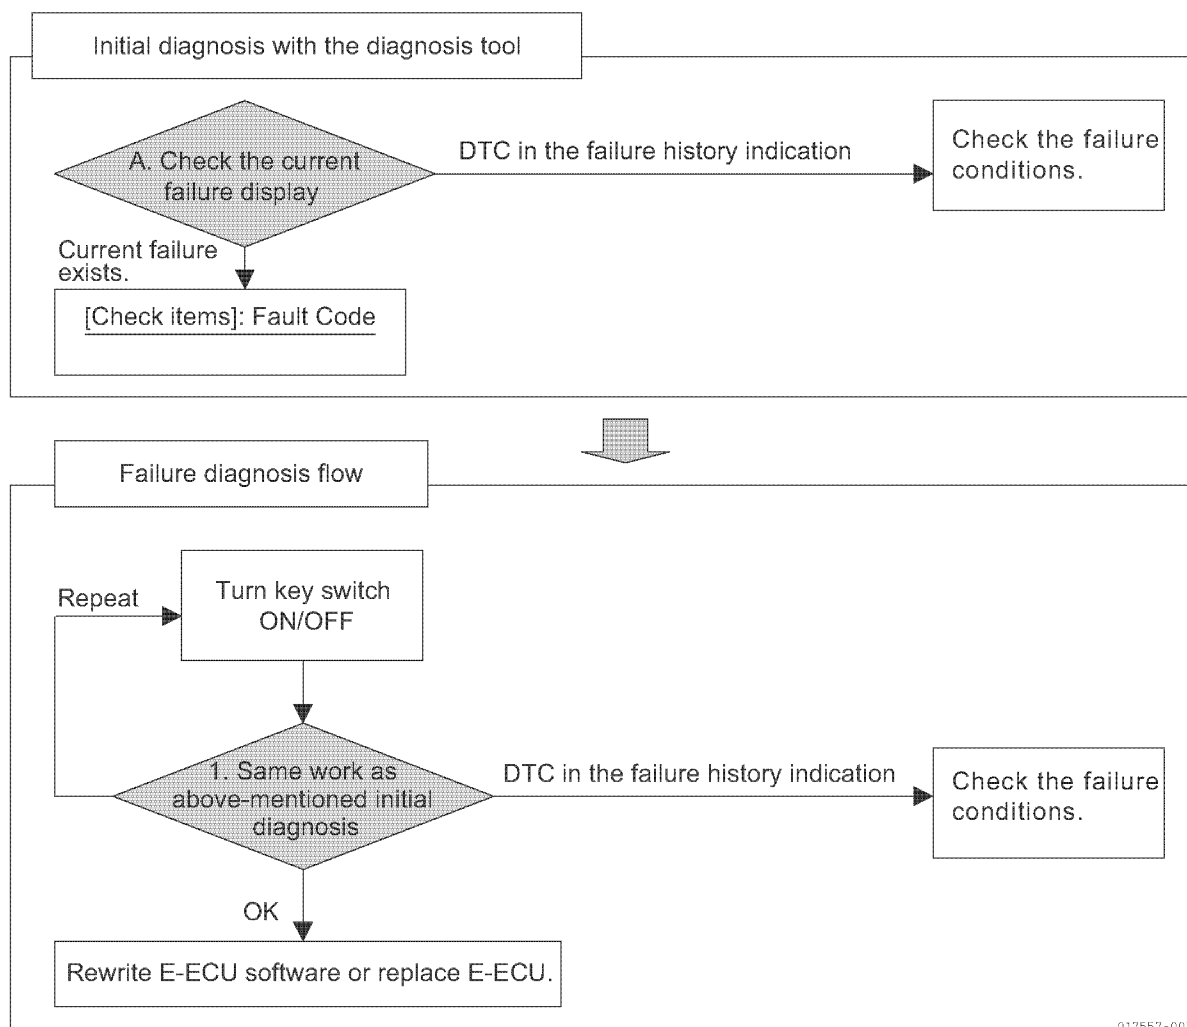 Initial diagnosis with the diagnosis tool
A. Check the current
failure display
DTC in the failure history indication
Check the failure
conditions.
Current failure
exists.
[Check items]: Fault Code
Failure diagnosis flow
Repeat
Turn key switch
ON/OFF
1. Same work as
above-mentioned initial
diagnosis
DTC in the failure history indication
Check the failure
conditions.
OK
Rewrite E-ECU software or replace E-ECU.